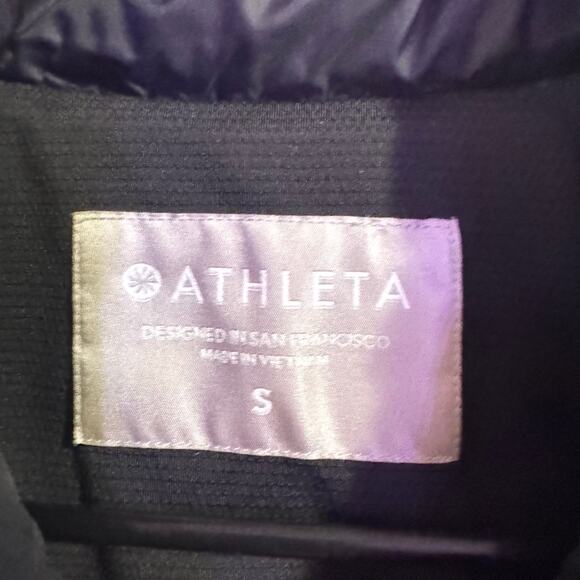 ATHLETA
DESIGNED IN SAN FRANCISCO
MADE IN VIETNAM
S